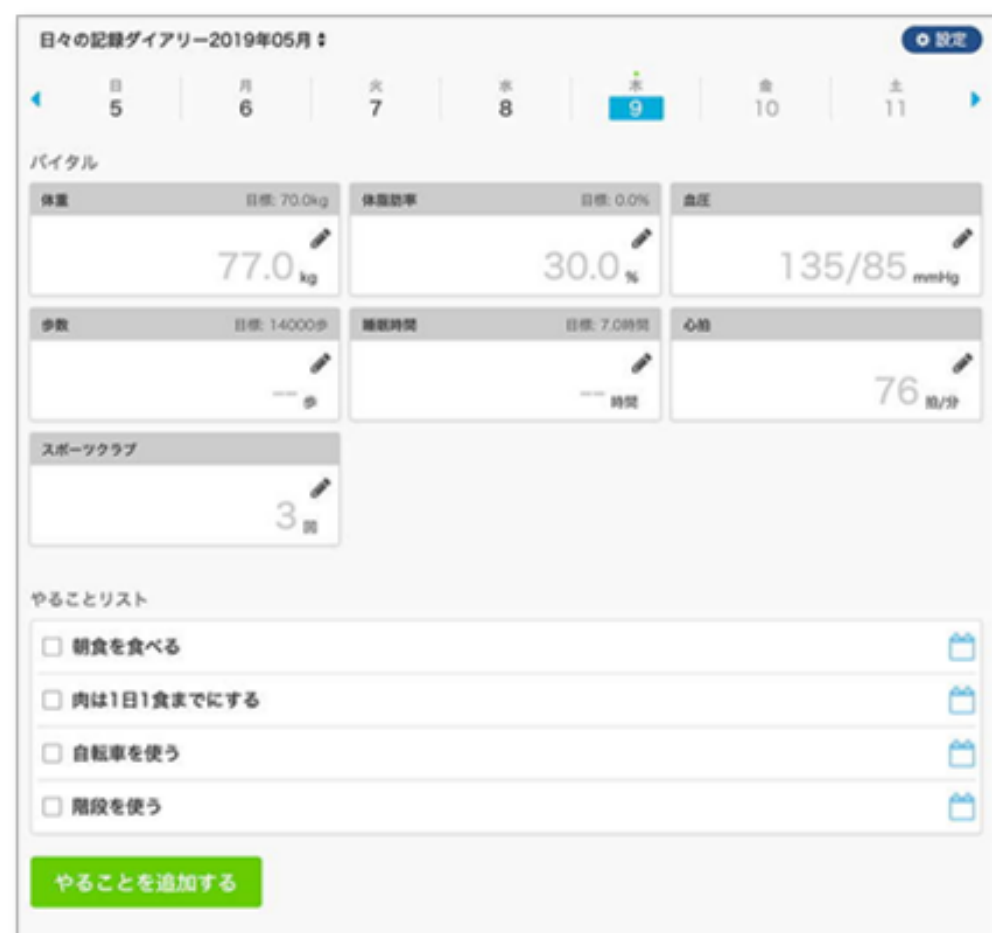 日々の記録ダイアリー2019年05月
設定
日 月 火 水 木 金 土
5 6 7 8 9 10 11
バイタル
体重 目標: 70.0kg 体脂肪率 目標: 0.0% 血圧
77.0 kg 30.0 % 135/85 mmHg
歩数 目標: 14000歩 睡眠時間 目標: 7.0時間 心拍
-- 歩 -- 時間 76 拍/分
スポーツクラブ
3 回
やることリスト
朝食を食べる
肉は1日1食までにする
自転車を使う
階段を使う
やることを追加する